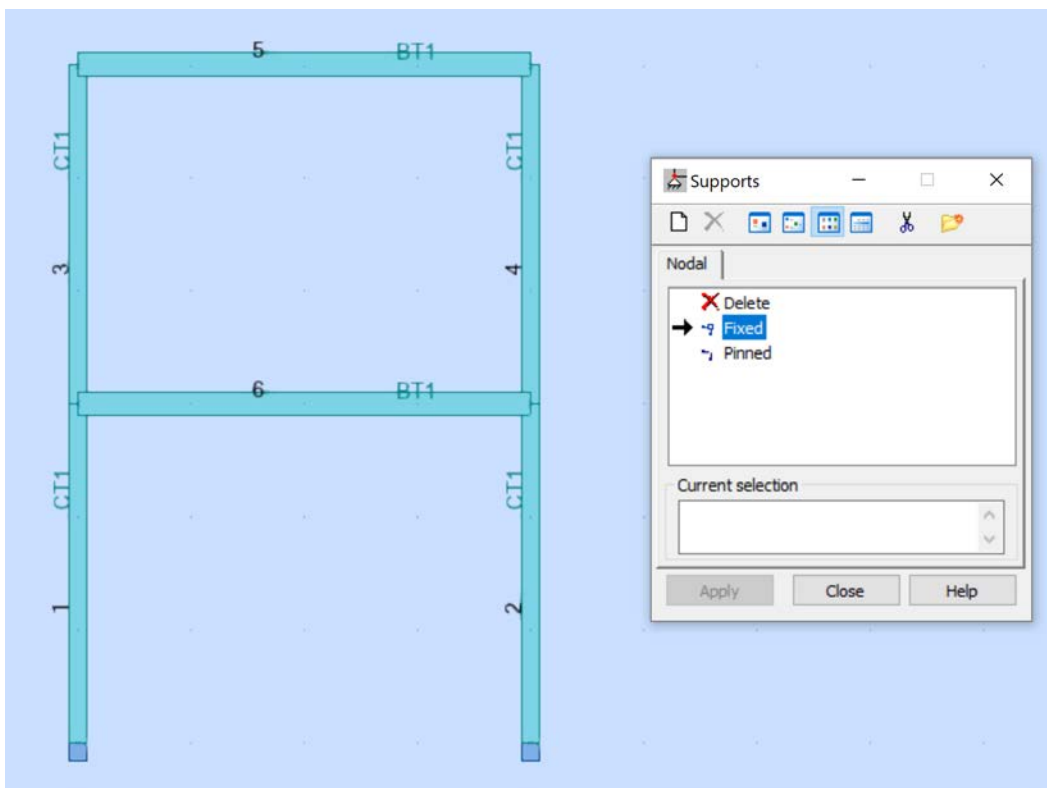 5 BT1
CT1 CT1
3 4
6 BT1
CT1 CT1
1 2
Supports
Nodal
Delete
Fixed
Pinned
Current selection
Apply Close Help